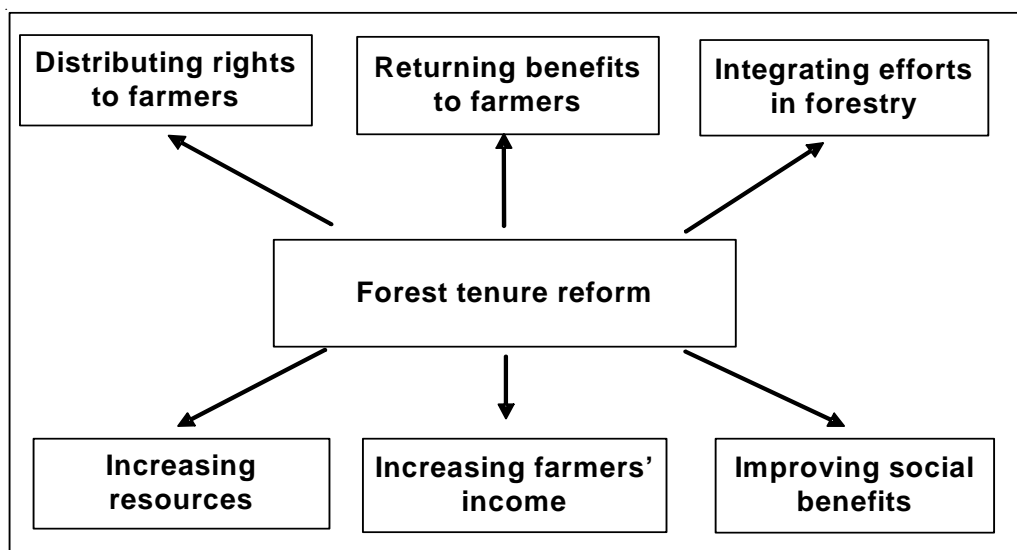 Distributing rights
to farmers
Returning benefits
to farmers
Integrating efforts
in forestry
Forest tenure reform
Increasing
resources
Increasing farmers’
income
Improving social
benefits